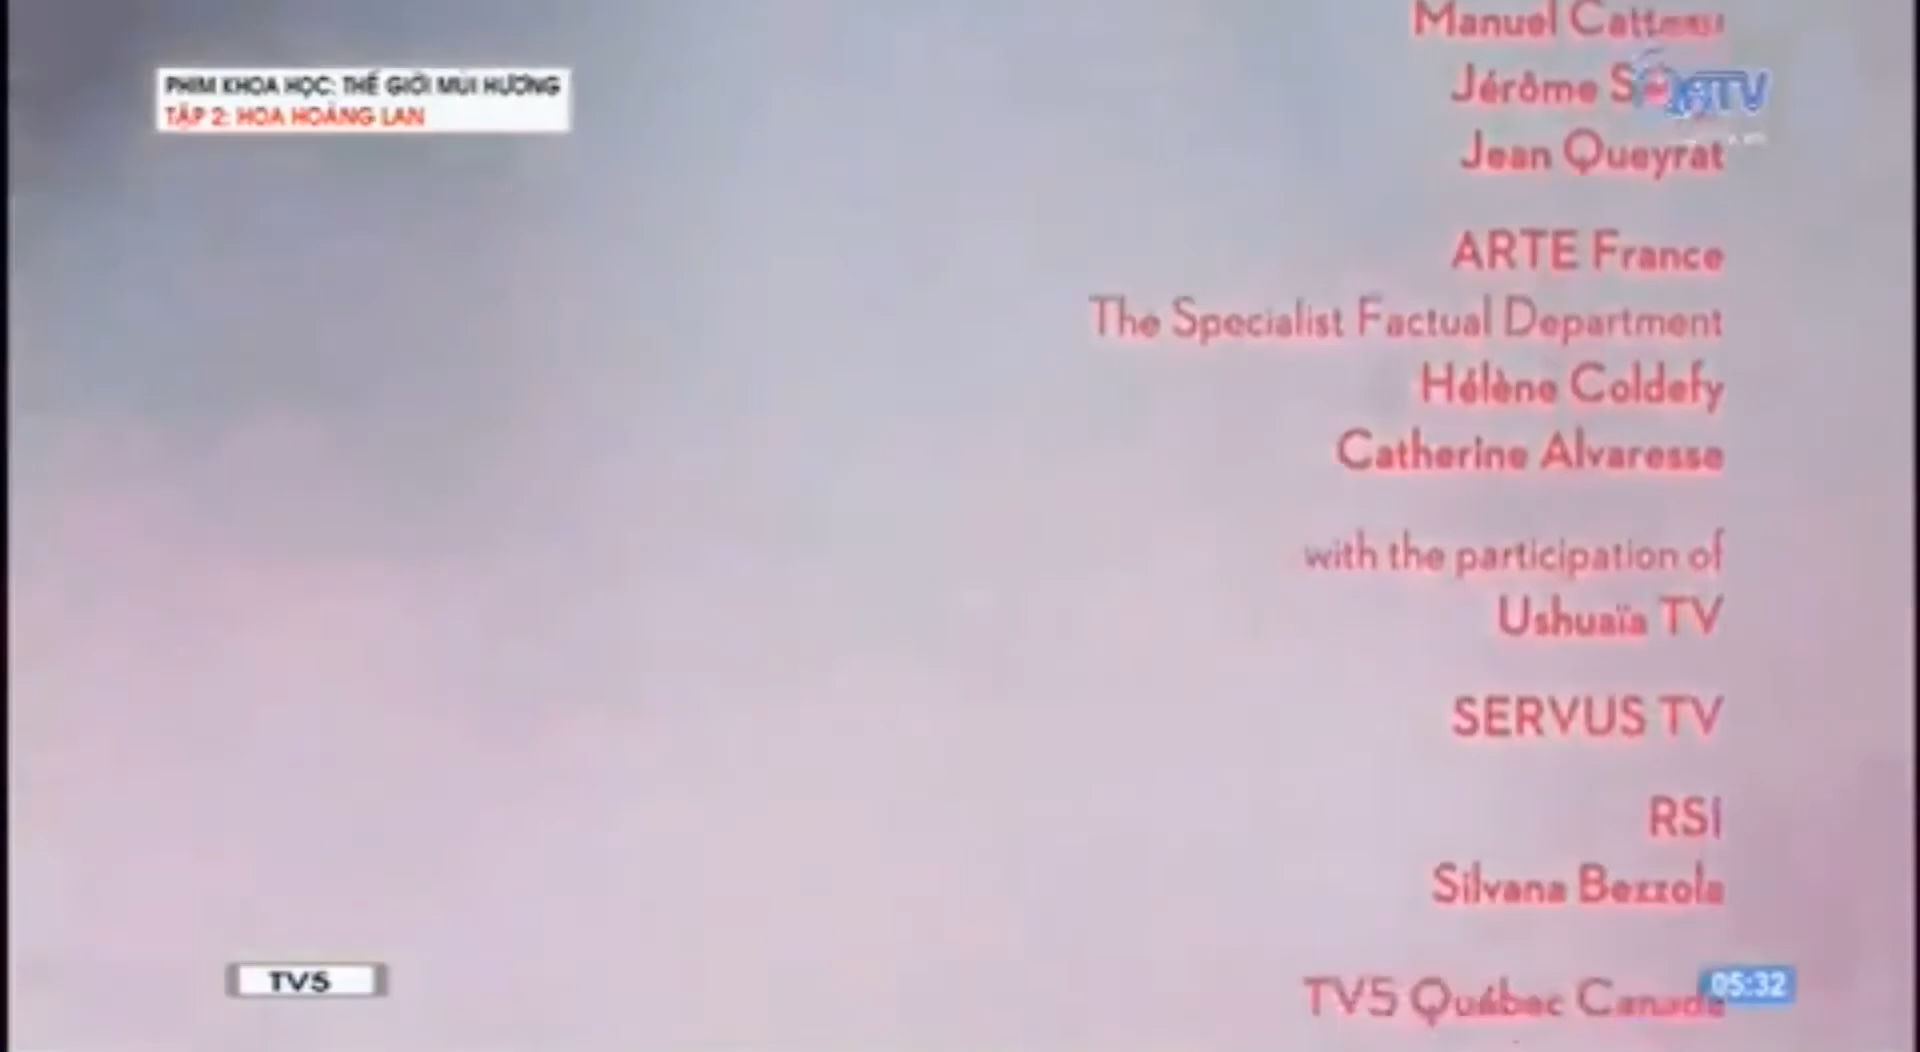 PHIM KHOA HỌC: THẾ GIỚI MÙI HƯƠNG
TẬP 2: HOA HOÀNG LAN
Manuel
Jérôme
Jean Queyrat
ARTE France
The Specialist Factual Department
Hélène Coldefy
Catherine Alvaresse
with the participation of
Ushuaïa TV
SERVUS TV
RSI
Silvana Bezzola
TV5 Québec Canada
TV5
05:32